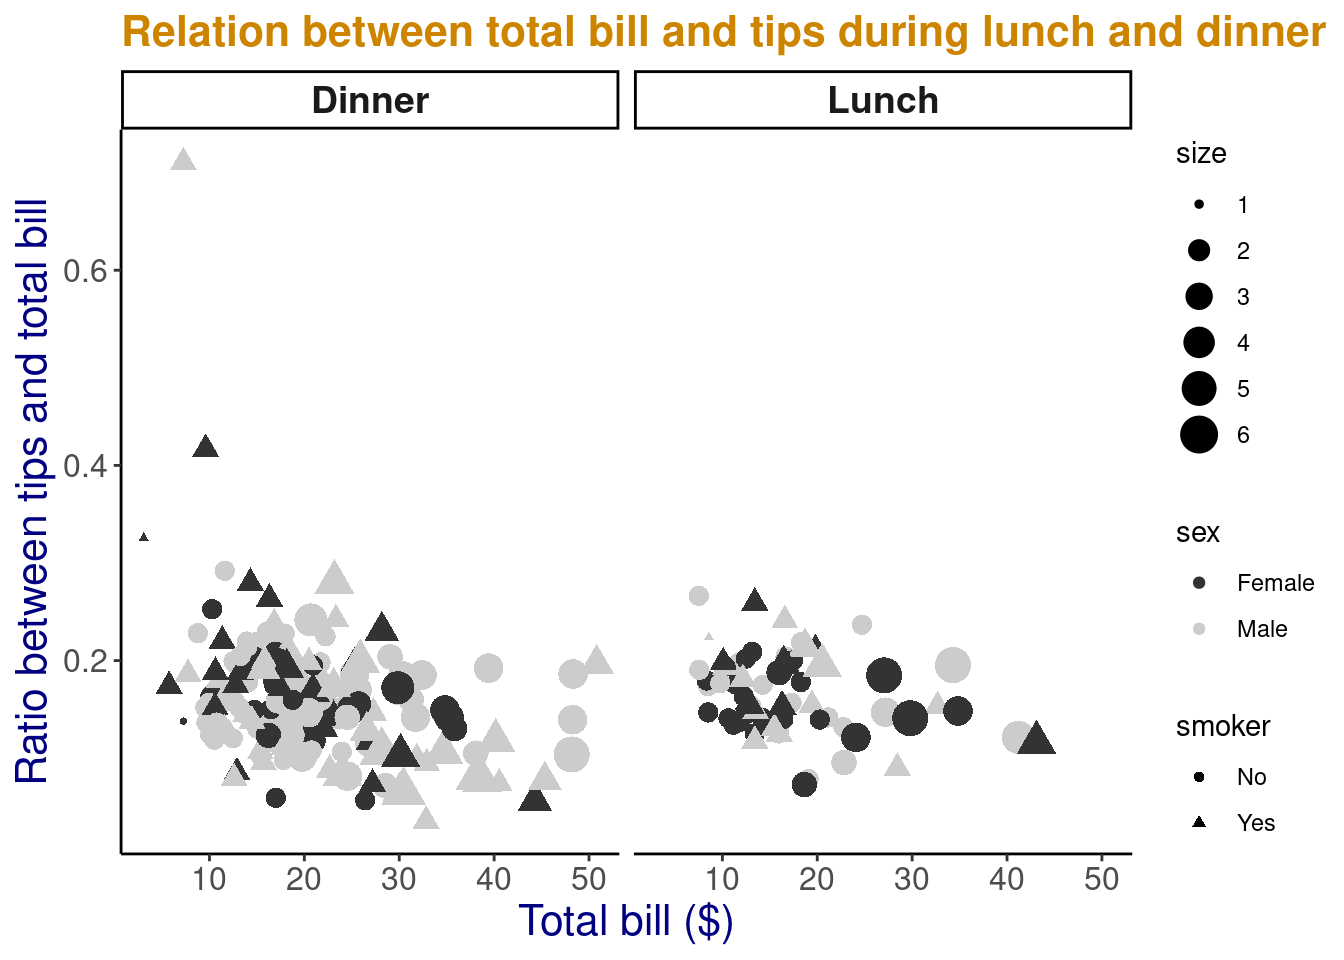 Relation between total bill and tips during lunch and dinner
Dinner
Lunch
Ratio between tips and total bill
0.6
0.4
0.2
10 20 30 40 50
10 20 30 40 50
Total bill ($)
size
1
2
3
4
5
6
sex
Female
Male
smoker
No
Yes